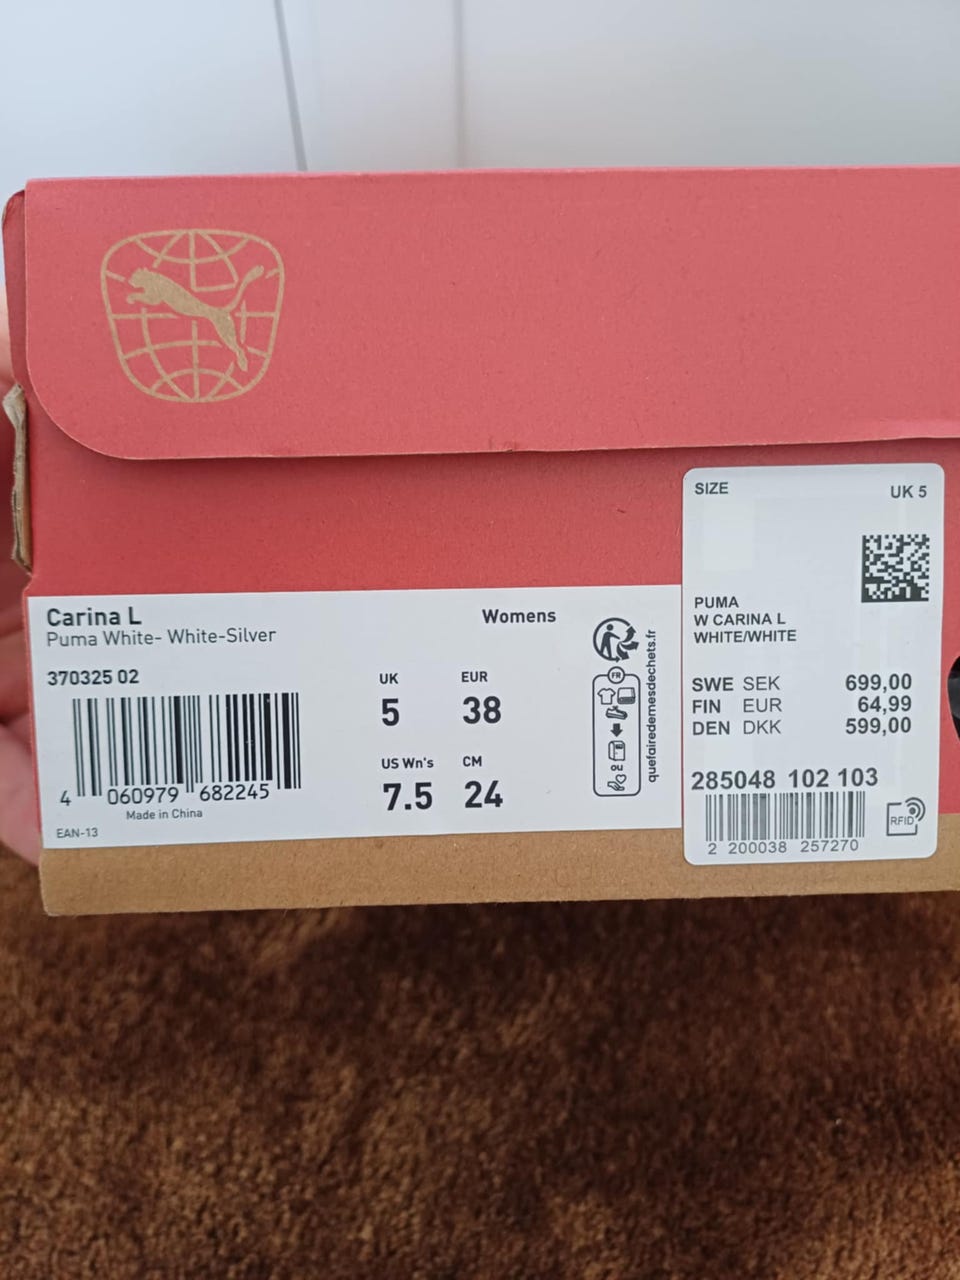 Carina L
Puma White- White-Silver
Womens
370325 02
UK
5
EUR
38
US Wn's
7.5
CM
24
4 060979 682245
Made in China
EAN-13
FR
ou
quefairedemesdechets.fr
SIZE
UK 5
PUMA
W CARINA L
WHITE/WHITE
SWE SEK 699,00
FIN EUR 64,99
DEN DKK 599,00
285048 102 103
2 200038 257270
RFID